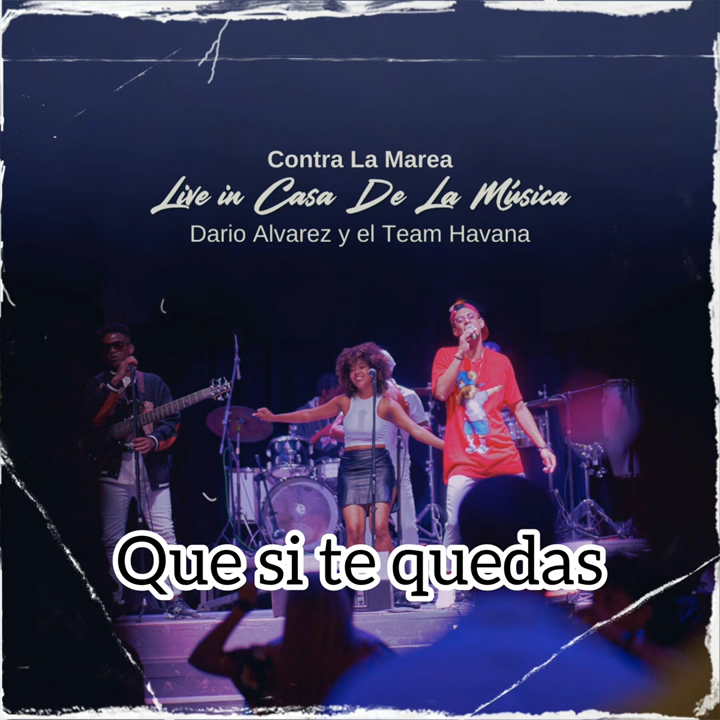 Contra La Marea
Live in Casa De La Música
Dario Alvarez y el Team Havana
Que si te quedas